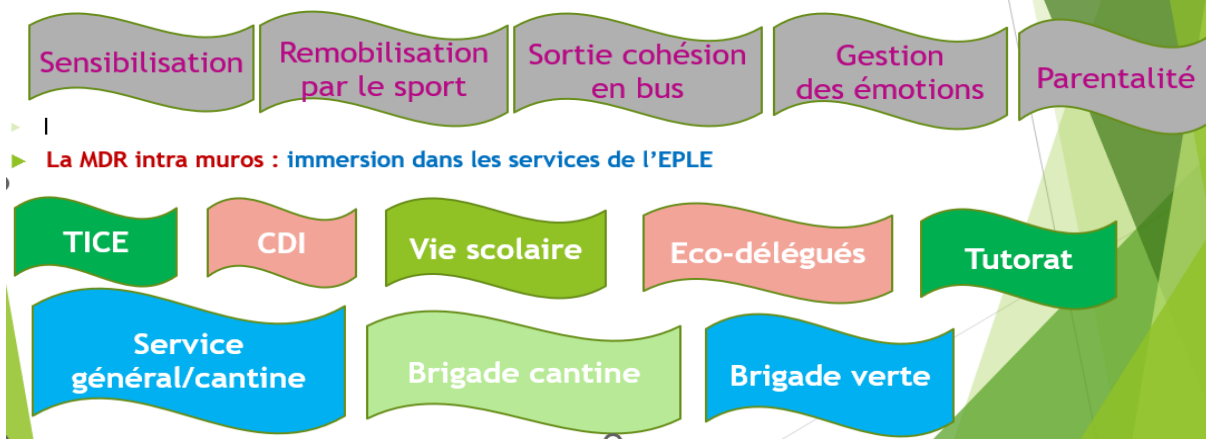 Sensibilisation
Remobilisation
par le sport
Sortie cohésion
en bus
Gestion
des émotions
Parentalité
La MDR intra muros : immersion dans les services de l'EPLE
TICE
CDI
Vie scolaire
Eco-délégués
Tutorat
Service
général/cantine
Brigade cantine
Brigade verte